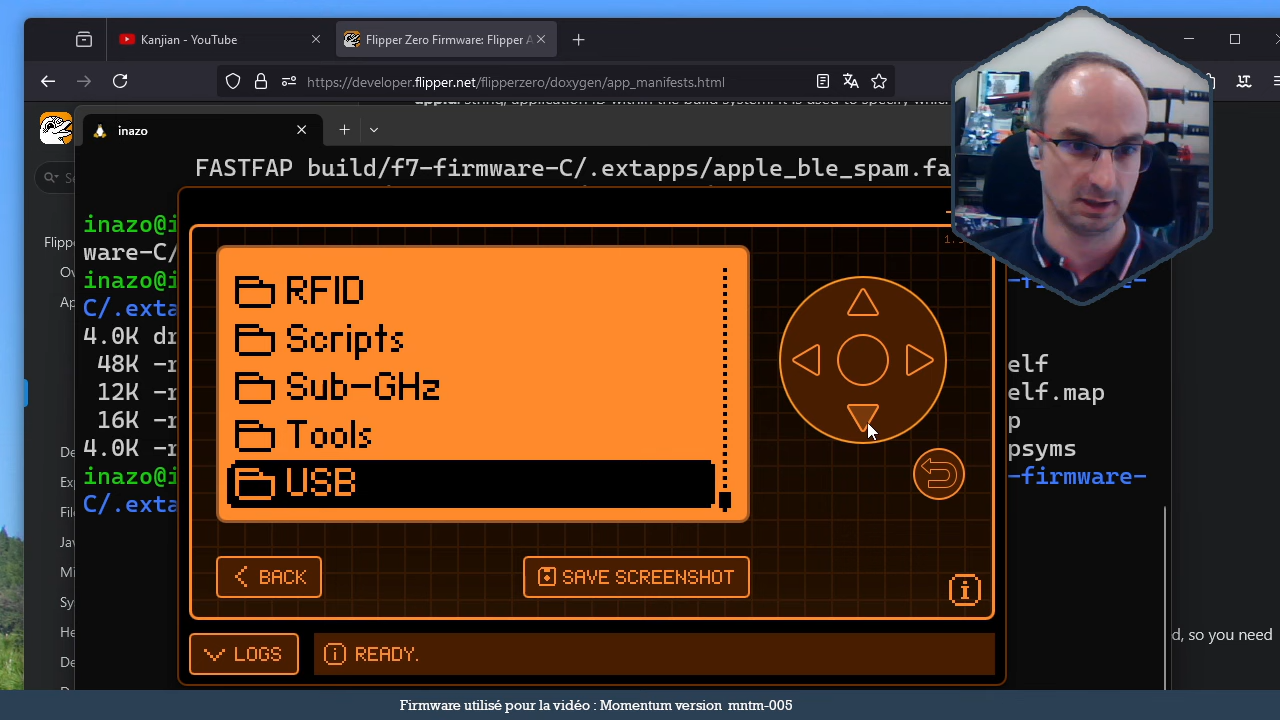 Kanjian - YouTube
Flipper Zero Firmware: Flipper A
https://developer.flipper.net/flipperzero/doxygen/app_manifests.html
inazo
FASTFAP build/f7-firmware-C/.extapps/apple_ble_spam.fa
inazo@i
ware-C/
inazo@i
-firmware-
C/.exta
4.0K dr
48K -r
elf
12K -r
elf.map
16K -r
p
4.0K -r
psyms
inazo@i
-firmware-
C/.exta
RFID
Scripts
Sub-GHz
Tools
USB
BACK
SAVE SCREENSHOT
LOGS
READY.
d, so you need
Firmware utilisé pour la vidéo : Momentum version mntm-005